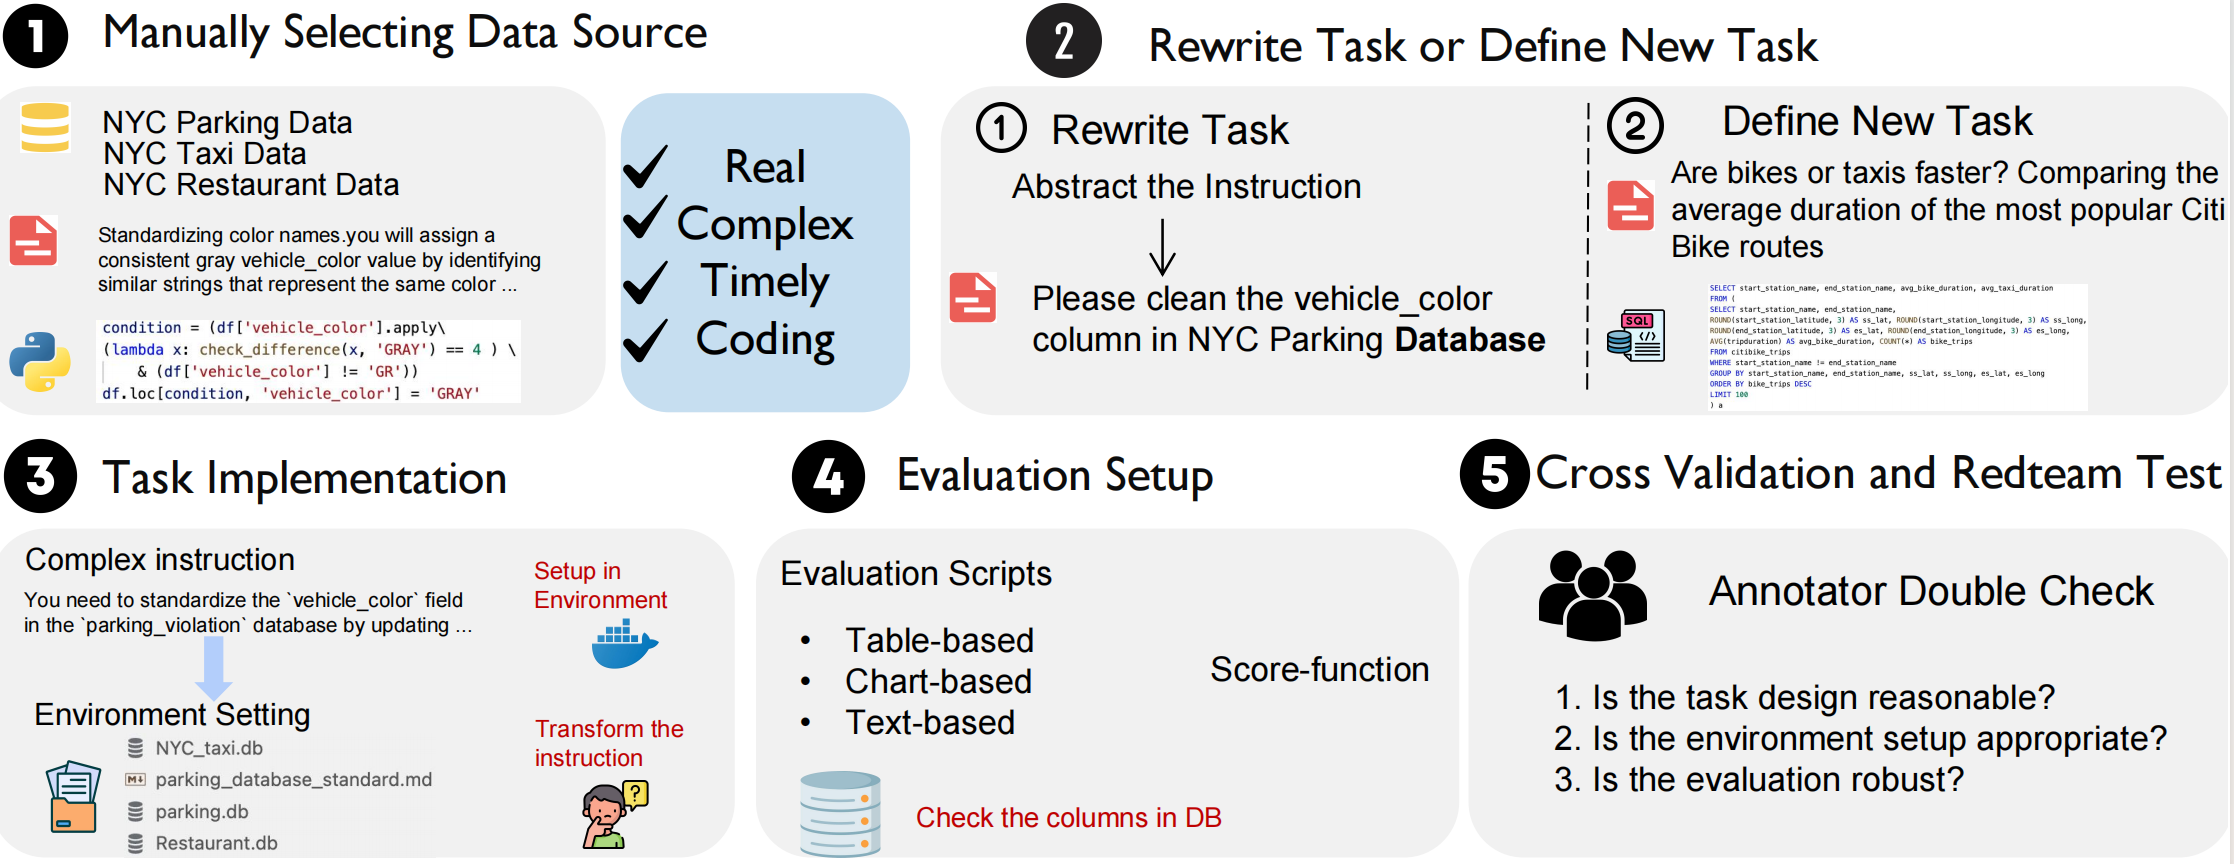 1 Manually Selecting Data Source
NYC Parking Data
NYC Taxi Data
NYC Restaurant Data
Standardizing color names.you will assign a
consistent gray vehicle_color value by identifying
similar strings that represent the same color ...
condition = (df['vehicle_color'].apply\
(lambda x: check_difference(x, 'GRAY') == 4 ) \
& (df['vehicle_color'] != 'GR'))
df.loc[condition, 'vehicle_color'] = 'GRAY'
Real
Complex
Timely
Coding
2 Rewrite Task or Define New Task
1 Rewrite Task
Abstract the Instruction
Please clean the vehicle_color
column in NYC Parking Database
2 Define New Task
Are bikes or taxis faster? Comparing the
average duration of the most popular Citi
Bike routes
SQL
</>
SELECT start_station_name, end_station_name, avg_bike_duration, avg_taxi_duration
FROM (
SELECT start_station_name, end_station_name,
ROUND(start_station_latitude, 3) AS ss_lat, ROUND(start_station_longitude, 3) AS ss_long,
ROUND(end_station_latitude, 3) AS es_lat, ROUND(end_station_longitude, 3) AS es_long,
AVG(tripduration) AS avg_bike_duration, COUNT(*) AS bike_trips
FROM citibike_trips
WHERE start_station_name != end_station_name
GROUP BY start_station_name, end_station_name, ss_lat, ss_long, es_lat, es_long
ORDER BY bike_trips DESC
LIMIT 100
) a
3 Task Implementation
Complex instruction
You need to standardize the `vehicle_color` field
in the `parking_violation` database by updating ...
Environment Setting
NYC_taxi.db
M↓ parking_database_standard.md
parking.db
Restaurant.db
Setup in
Environment
Transform the
instruction
?
4 Evaluation Setup
Evaluation Scripts
• Table-based
• Chart-based
• Text-based
Score-function
Check the columns in DB
5 Cross Validation and Redteam Test
Annotator Double Check
1. Is the task design reasonable?
2. Is the environment setup appropriate?
3. Is the evaluation robust?